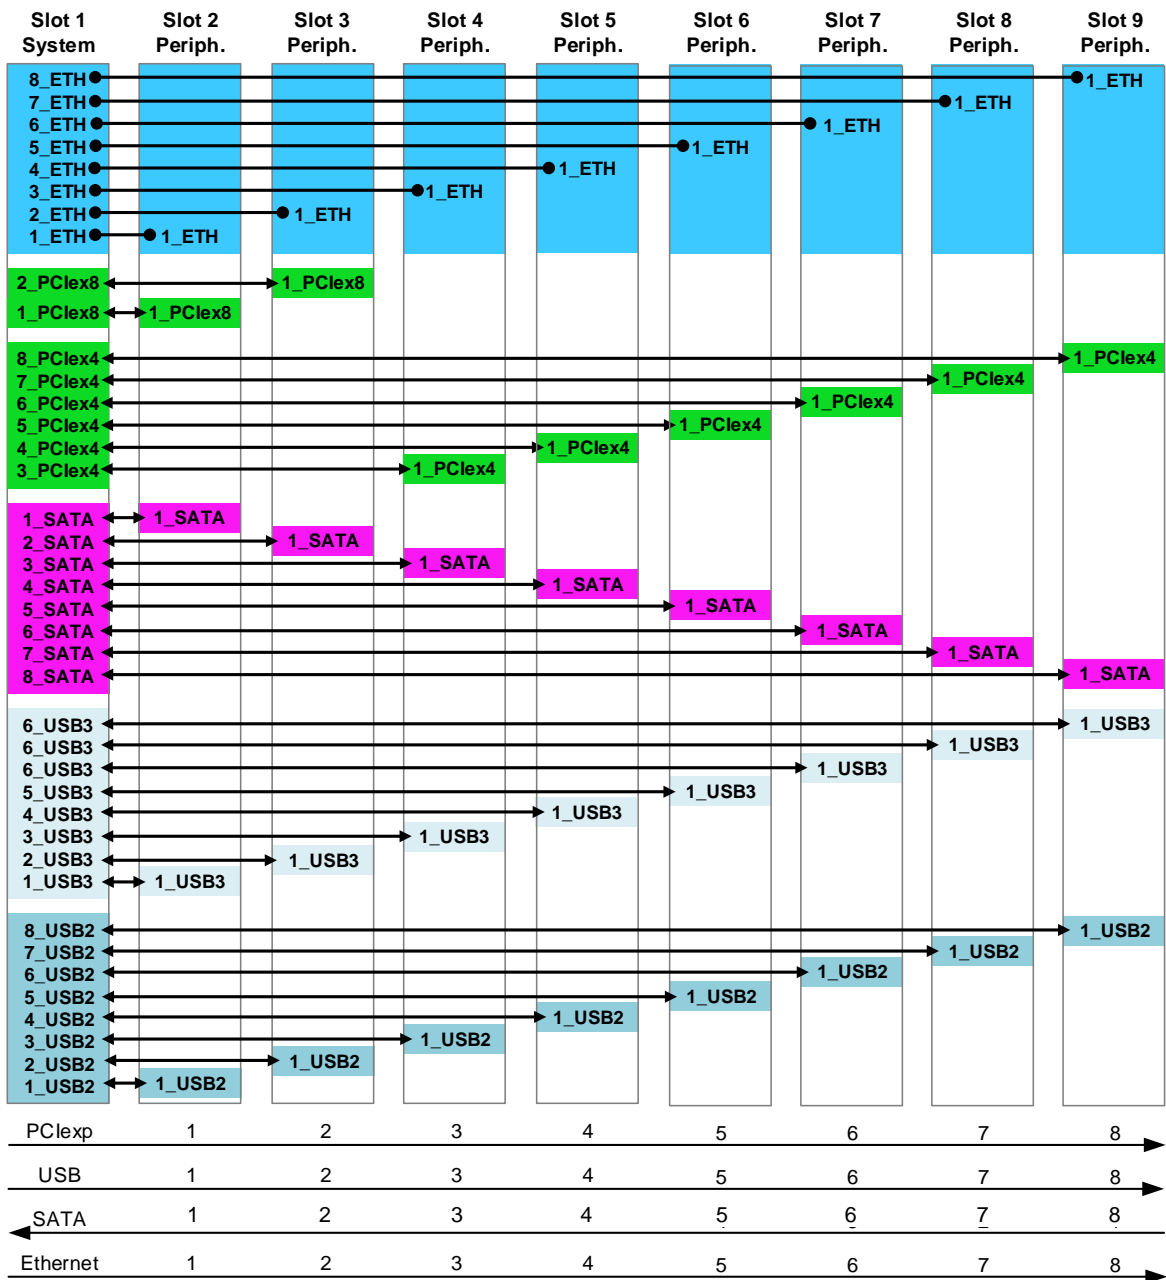 Slot 1 Slot 2 Slot 3 Slot 4 Slot 5 Slot 6 Slot 7 Slot 8 Slot 9
System Periph. Periph. Periph. Periph. Periph. Periph. Periph. Periph.
8_ETH 1_ETH
7_ETH 1_ETH
6_ETH 1_ETH
5_ETH 1_ETH
4_ETH 1_ETH
3_ETH 1_ETH
2_ETH 1_ETH
1_ETH 1_ETH
2_PCIex8 1_PCIex8
1_PCIex8 1_PCIex8
8_PCIex4 1_PCIex4
7_PCIex4 1_PCIex4
6_PCIex4 1_PCIex4
5_PCIex4 1_PCIex4
4_PCIex4 1_PCIex4
3_PCIex4 1_PCIex4
1_SATA 1_SATA
2_SATA 1_SATA
3_SATA 1_SATA
4_SATA 1_SATA
5_SATA 1_SATA
6_SATA 1_SATA
7_SATA 1_SATA
8_SATA 1_SATA
6_USB3 1_USB3
6_USB3 1_USB3
6_USB3 1_USB3
5_USB3 1_USB3
4_USB3 1_USB3
3_USB3 1_USB3
2_USB3 1_USB3
1_USB3 1_USB3
8_USB2 1_USB2
7_USB2 1_USB2
6_USB2 1_USB2
5_USB2 1_USB2
4_USB2 1_USB2
3_USB2 1_USB2
2_USB2 1_USB2
1_USB2 1_USB2
PCIexp 1 2 3 4 5 6 7 8
USB 1 2 3 4 5 6 7 8
SATA 1 2 3 4 5 6 7 8
Ethernet 1 2 3 4 5 6 7 8